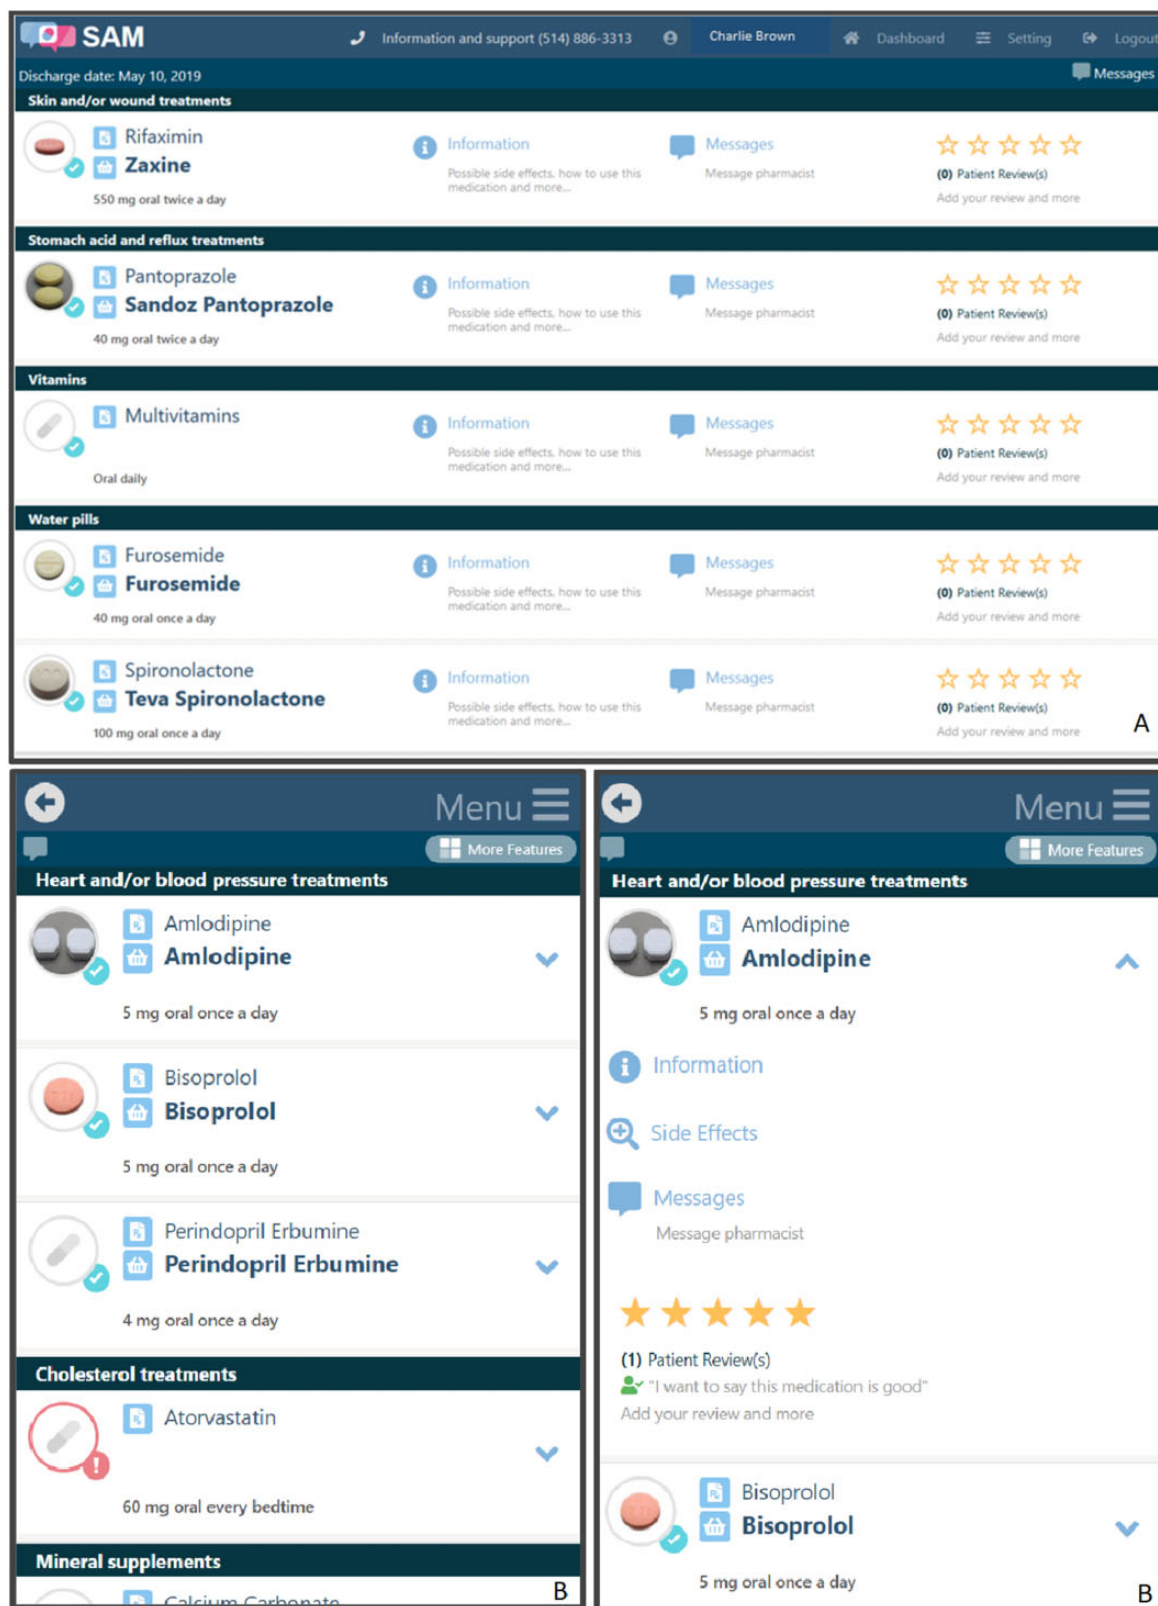 SAM Information and support (514) 886-3313 Charlie Brown Dashboard Setting Logout
Discharge date: May 10, 2019 Messages
Skin and/or wound treatments
Rifaximin Information Messages
Zaxine Possible side effects, how to use this Message pharmacist (0) Patient Review(s)
medication and more...
550 mg oral twice a day Add your review and more
Stomach acid and reflux treatments
Pantoprazole Information Messages
Sandoz Pantoprazole Possible side effects, how to use this Message pharmacist (0) Patient Review(s)
medication and more...
40 mg oral twice a day Add your review and more
Vitamins
Multivitamins Information Messages
Possible side effects, how to use this Message pharmacist (0) Patient Review(s)
medication and more...
Oral daily Add your review and more
Water pills
Furosemide Information Messages
Furosemide Possible side effects, how to use this Message pharmacist (0) Patient Review(s)
medication and more...
40 mg oral once a day Add your review and more
Spironolactone Information Messages
Teva Spironolactone Possible side effects, how to use this Message pharmacist (0) Patient Review(s)
medication and more...
100 mg oral once a day Add your review and more
A
Menu
More Features
Heart and/or blood pressure treatments
Amlodipine
Amlodipine
5 mg oral once a day
Bisoprolol
Bisoprolol
5 mg oral once a day
Perindopril Erbumine
Perindopril Erbumine
4 mg oral once a day
Cholesterol treatments
Atorvastatin
60 mg oral every bedtime
Mineral supplements
Calcium Carbonate
B
Menu
More Features
Heart and/or blood pressure treatments
Amlodipine
Amlodipine
5 mg oral once a day
Information
Side Effects
Messages
Message pharmacist
(1) Patient Review(s)
"I want to say this medication is good"
Add your review and more
Bisoprolol
Bisoprolol
5 mg oral once a day
B